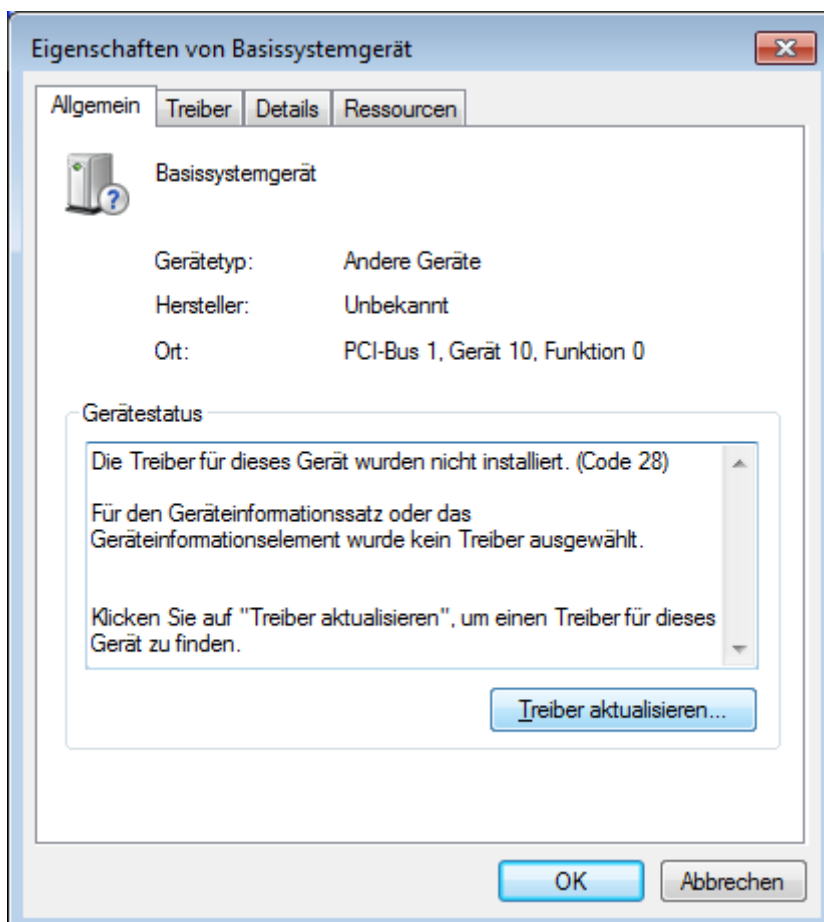 Eigenschaften von Basissystemgerät
Allgemein Treiber Details Ressourcen
Basissystemgerät
Gerätetyp: Andere Geräte
Hersteller: Unbekannt
Ort: PCI-Bus 1, Gerät 10, Funktion 0
Gerätestatus
Die Treiber für dieses Gerät wurden nicht installiert. (Code 28)
Für den Geräteinformationssatz oder das
Geräteinformationselement wurde kein Treiber ausgewählt.
Klicken Sie auf "Treiber aktualisieren", um einen Treiber für dieses
Gerät zu finden.
Treiber aktualisieren...
OK Abbrechen